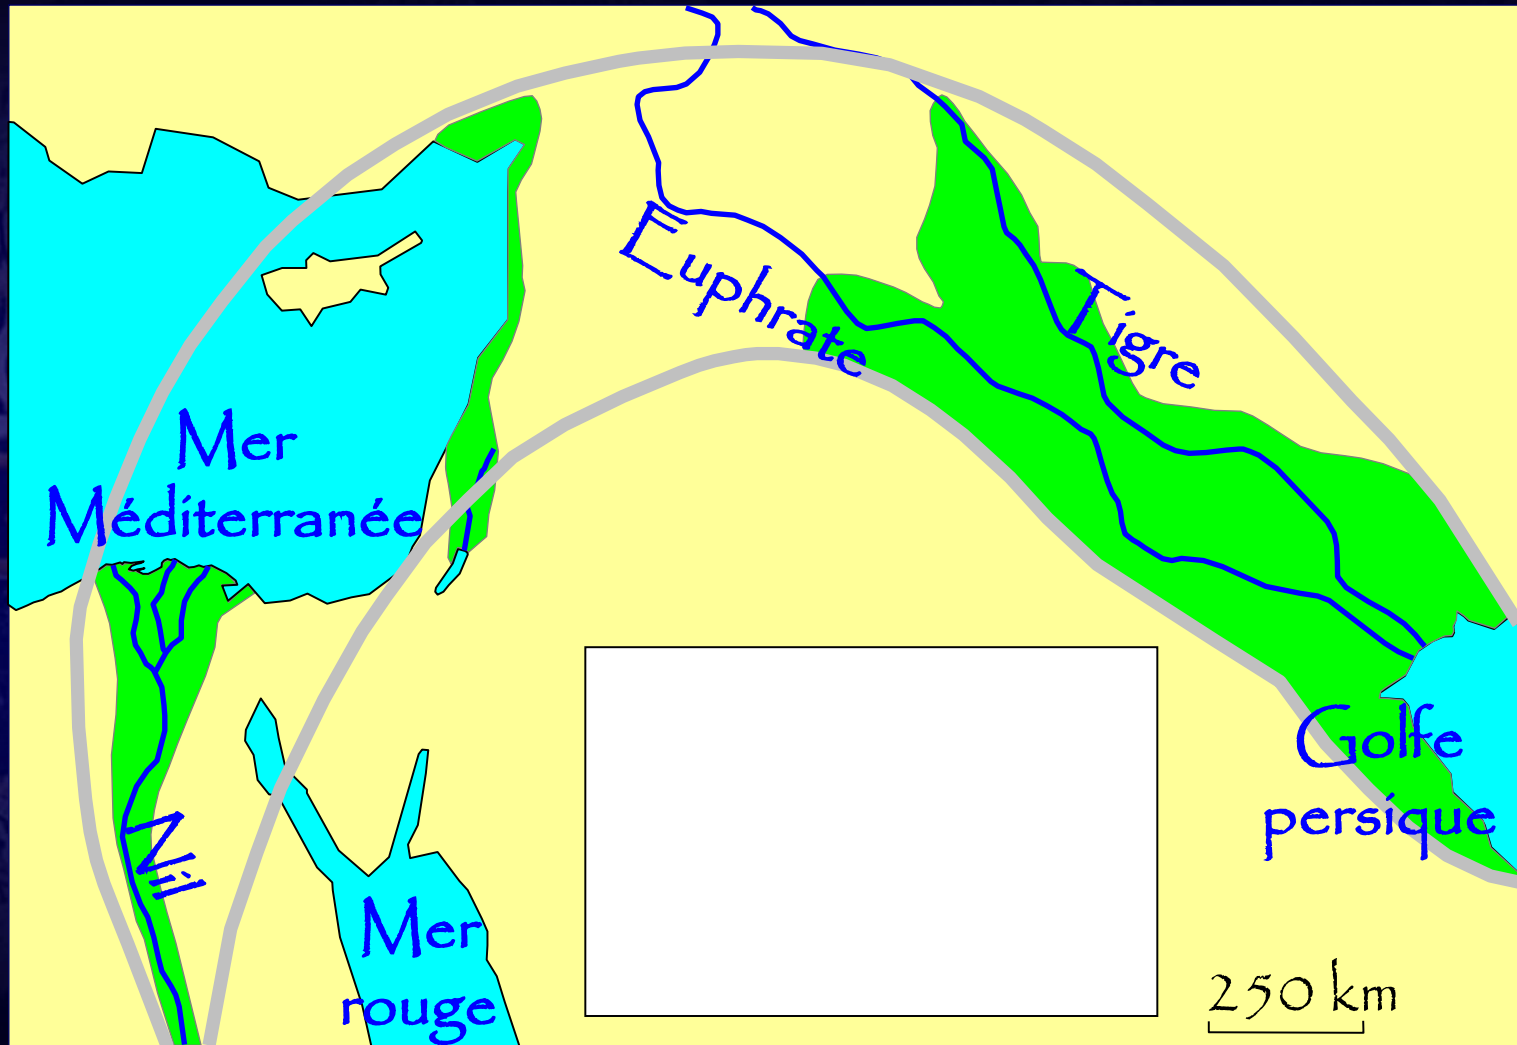 Euphrate
Tigre
Mer
Méditerranée
Golfe
persique
Nil
Mer
rouge
250 km